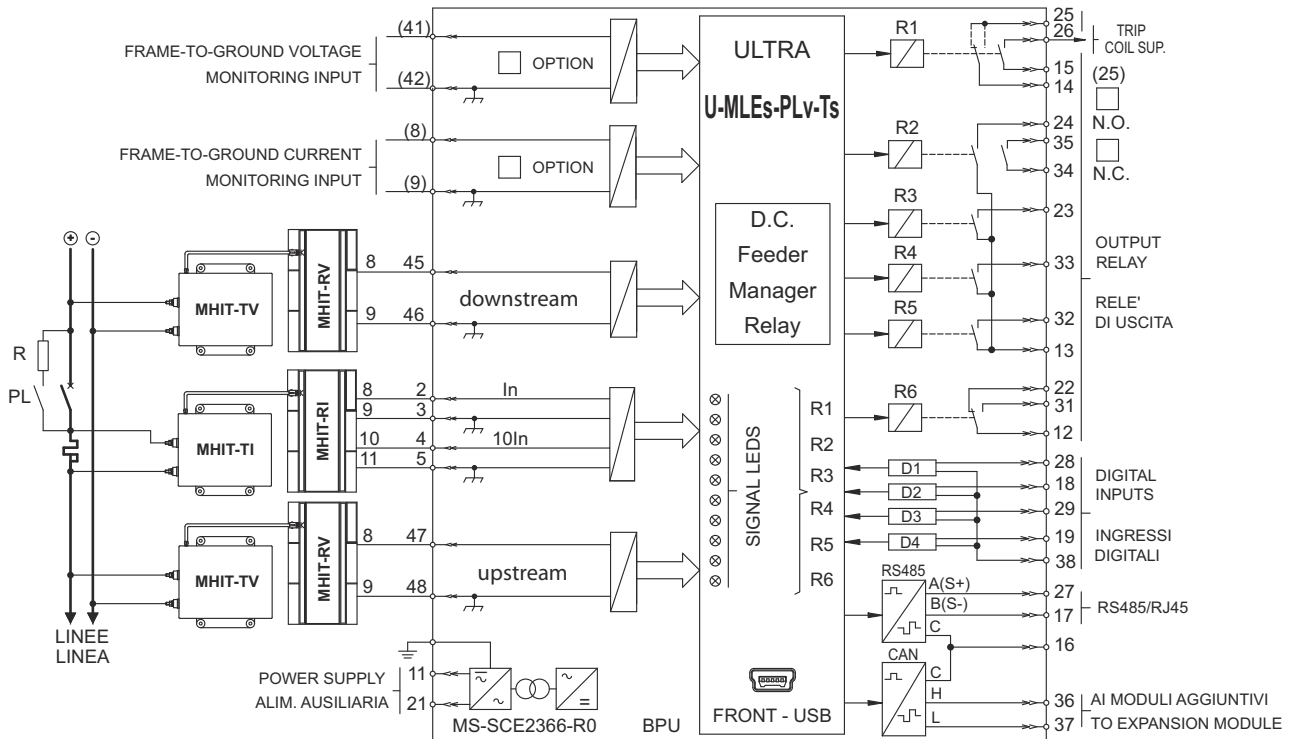 (41)
FRAME-TO-GROUND VOLTAGE
MONITORING INPUT
(42)
OPTION
(8)
FRAME-TO-GROUND CURRENT
MONITORING INPUT
(9)
OPTION
+ -
MHIT-TV
MHIT-RV
8 45
9 46
downstream
R
PL
MHIT-TI
MHIT-RI
8 2 In
9 3
10 4 10In
11 5
MHIT-TV
MHIT-RV
8 47
9 48
upstream
LINEE
LINEA
POWER SUPPLY
ALIM. AUSILIARIA
11
21
MS-SCE2366-R0
BPU
ULTRA
U-MLEs-PLv-Ts
D.C.
Feeder
Manager
Relay
SIGNAL LEDS
R1
R2
R3
R4
R5
R6
FRONT - USB
R1
R2
R3
R4
R5
R6
D1
D2
D3
D4
RS485
A(S+)
B(S-)
C
CAN
C
H
L
25
26
15
14
24
35
34
23
33
32
13
22
31
12
28
18
29
19
38
27
17
16
36
37
TRIP
COIL SUP.
(25)
N.O.
N.C.
OUTPUT
RELAY
RELE'
DI USCITA
DIGITAL
INPUTS
INGRESSI
DIGITALI
RS485/RJ45
AI MODULI AGGIUNTIVI
TO EXPANSION MODULE